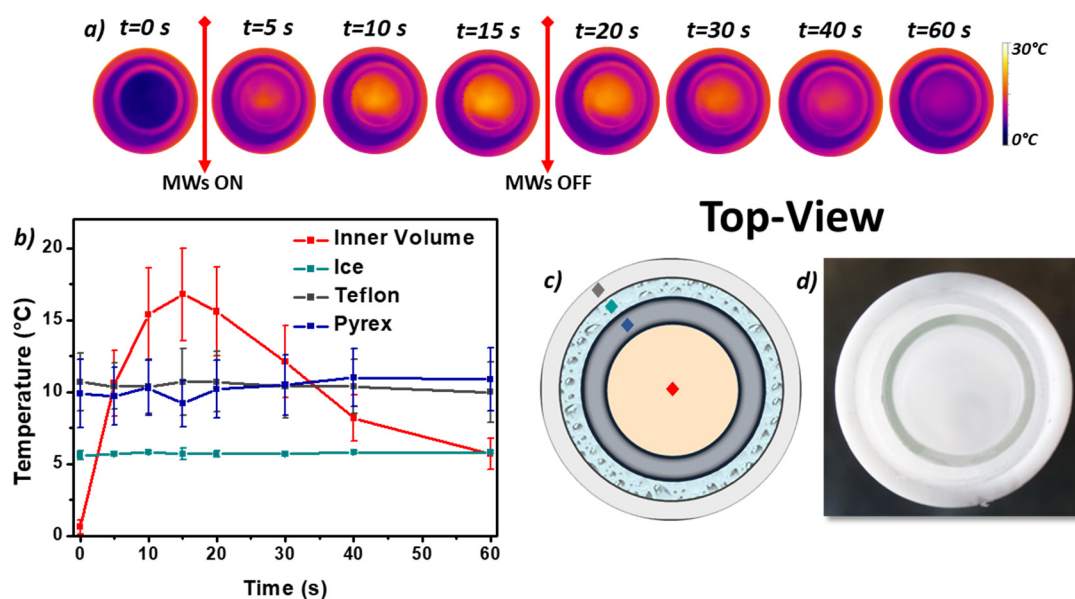 a) t=0 s t=5 s t=10 s t=15 s t=20 s t=30 s t=40 s t=60 s
30°C
0°C
MWs ON MWs OFF
Top-View
b)
Inner Volume
Ice
Teflon
Pyrex
Temperature (°C)
20
15
10
5
0
0 10 20 30 40 50 60
Time (s)
c)
d)